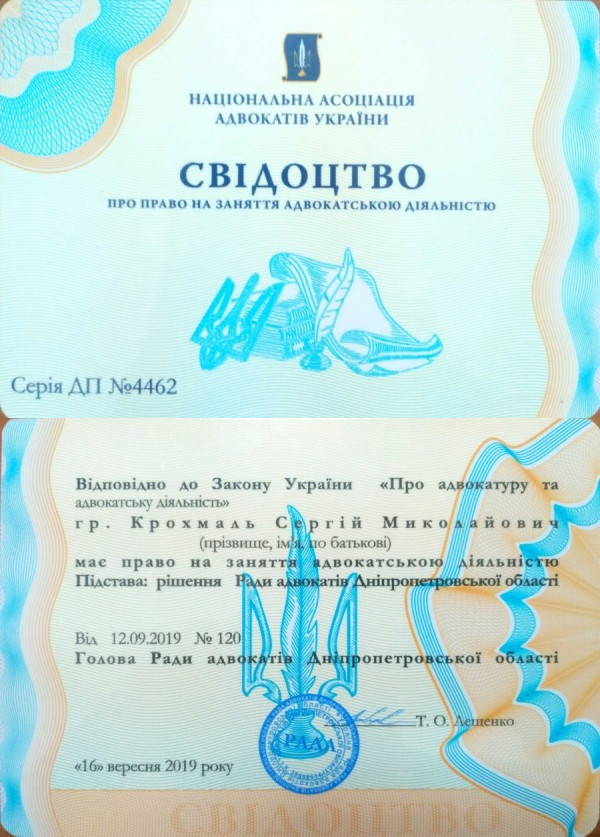 НАЦІОНАЛЬНА АСОЦІАЦІЯ
АДВОКАТІВ УКРАЇНИ
СВІДОЦТВО
ПРО ПРАВО НА ЗАНЯТТЯ АДВОКАТСЬКОЮ ДІЯЛЬНІСТЮ
Серія ДП №4462
Відповідно до Закону України «Про адвокатуру та
адвокатську діяльність»
гр. Крохмаль Сергій Миколайович
(прізвище, ім'я, по батькові)
має право на заняття адвокатською діяльністю
Підстава: рішення Ради адвокатів Дніпропетровської області
Від 12.09.2019 № 120
Голова Ради адвокатів Дніпропетровської області
Т. О. Лещенко
РАДА
«16» вересня 2019 року
СВІДОЦТВО